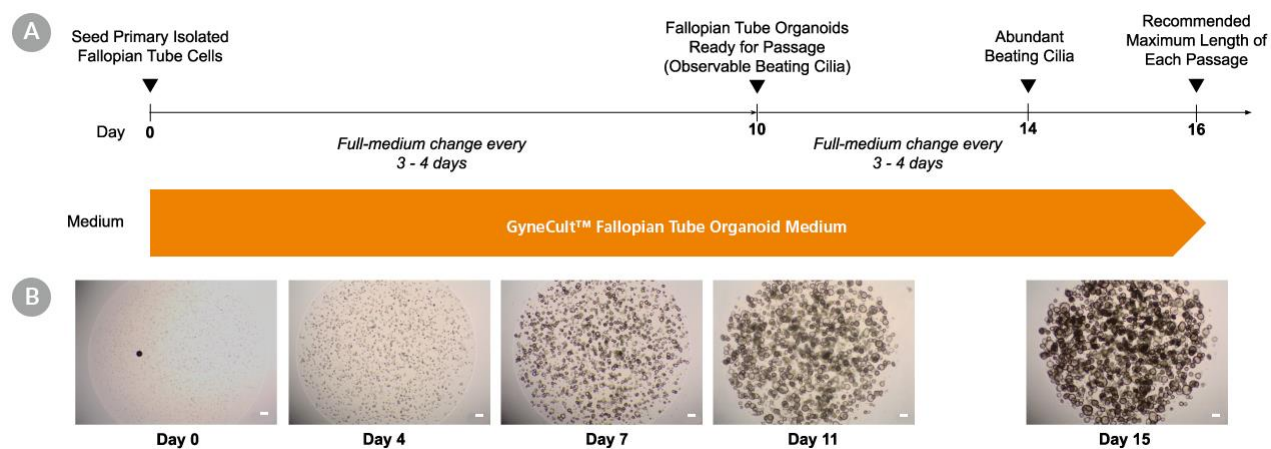 A
Seed Primary Isolated
Fallopian Tube Cells
Fallopian Tube Organoids
Ready for Passage
(Observable Beating Cilia)
Abundant
Beating Cilia
Recommended
Maximum Length of
Each Passage
Day
0
10
14
16
Full-medium change every
3 - 4 days
Full-medium change every
3 - 4 days
Medium
GyneCult™ Fallopian Tube Organoid Medium
B
Day 0
Day 4
Day 7
Day 11
Day 15